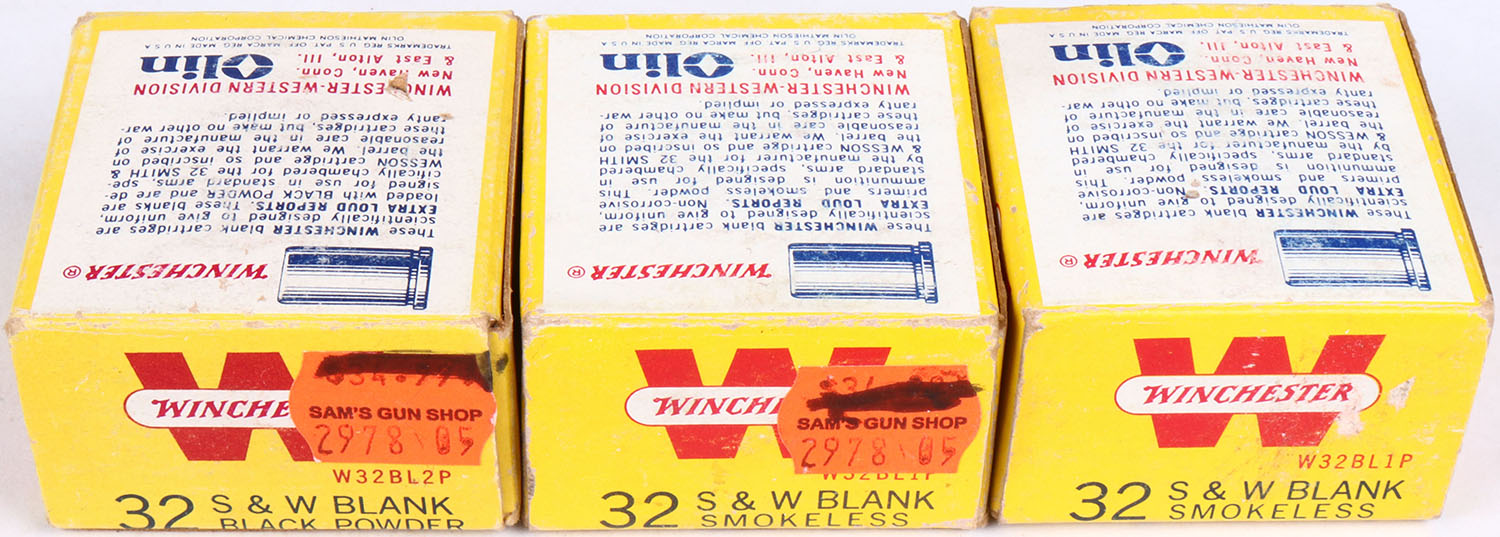 WINCHESTER ®
These WINCHESTER blank cartridges are
scientifically designed to give uniform,
EXTRA LOUD REPORTS. These blanks are
loaded with BLACK POWDER and are de-
signed for use in standard arms, spe-
cifically chambered for the 32 SMITH &
WESSON cartridge and so inscribed on
the barrel. We warrant the exercise of
reasonable care in the manufacture of
these cartridges, but make no other war-
ranty expressed or implied.
WINCHESTER-WESTERN DIVISION
New Haven, Conn.
& East Alton, Ill.
Olin
TRADEMARKS REG. U S PAT. OFF. MARCA REG. MADE IN U S A
OLIN MATHIESON CHEMICAL CORPORATION
W
WINCHE
SAM'S GUN SHOP
2978\05
W32BL2P
32 S & W BLANK
BLACK POWDER
WINCHESTER ®
These WINCHESTER blank cartridges are
scientifically designed to give uniform,
EXTRA LOUD REPORTS. Non-corrosive
primers and smokeless powder. This
ammunition is designed for use in
standard arms, specifically chambered
by the manufacturer for the 32 SMITH
& WESSON cartridge and so inscribed on
the barrel. We warrant the exercise of
reasonable care in the manufacture of
these cartridges, but make no other war-
ranty expressed or implied.
WINCHESTER-WESTERN DIVISION
New Haven, Conn.
& East Alton, Ill.
Olin
TRADEMARKS REG. U S PAT. OFF. MARCA REG. MADE IN U S A
OLIN MATHIESON CHEMICAL CORPORATION
W
WINCH
SAM'S GUN SHOP
2978\05
W32BL1P
32 S & W BLANK
SMOKELESS
WINCHESTER ®
These WINCHESTER blank cartridges are
scientifically designed to give uniform,
EXTRA LOUD REPORTS. Non-corrosive
primers and smokeless powder. This
ammunition is designed for use in
standard arms, specifically chambered
by the manufacturer for the 32 SMITH
& WESSON cartridge and so inscribed on
the barrel. We warrant the exercise of
reasonable care in the manufacture of
these cartridges, but make no other war-
ranty expressed or implied.
WINCHESTER-WESTERN DIVISION
New Haven, Conn.
& East Alton, Ill.
Olin
TRADEMARKS REG. U S PAT. OFF. MARCA REG. MADE IN U S A
OLIN MATHIESON CHEMICAL CORPORATION
W
WINCHESTER
W32BL1P
32 S & W BLANK
SMOKELESS